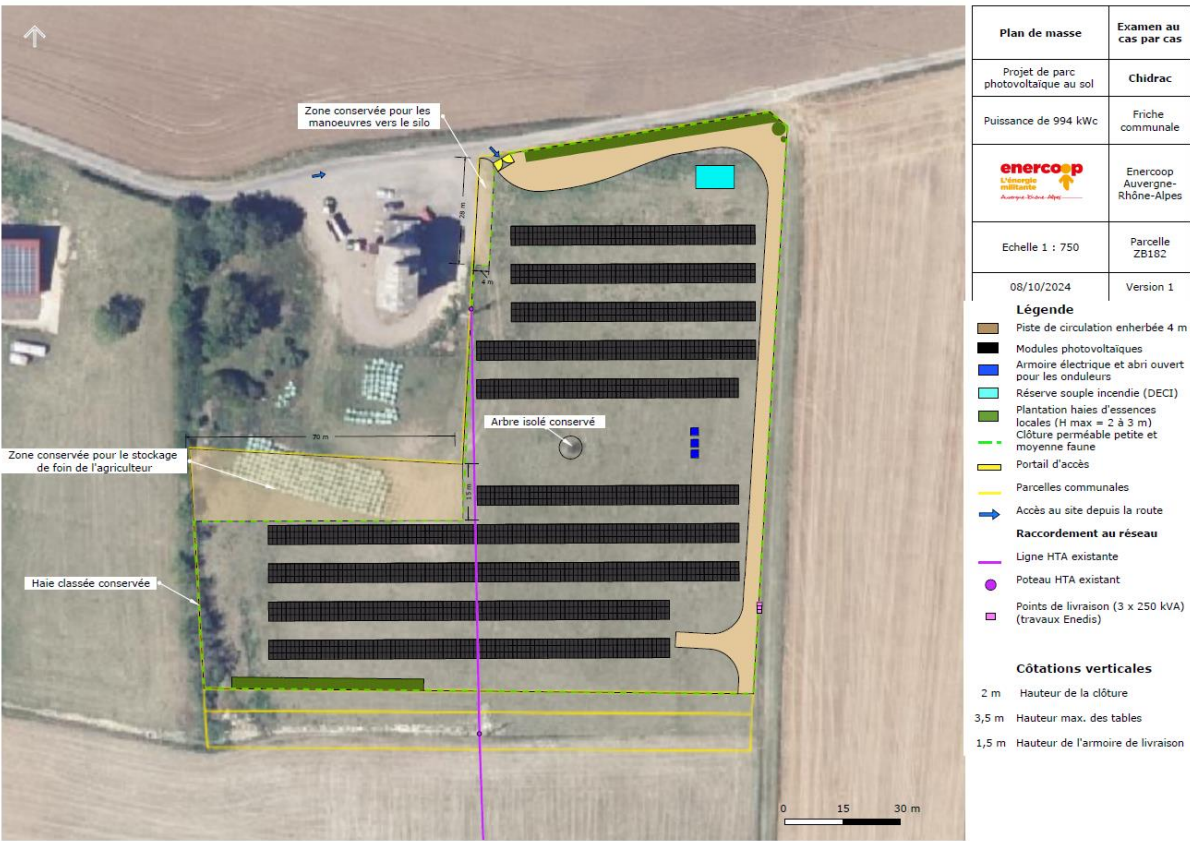 Plan de masse
Examen au
cas par cas
Projet de parc
photovoltaïque au sol
Chidrac
Puissance de 994 kWc
Friche
communale
enercoop
L'énergie
militante
Auvergne-Rhône-Alpes
Enercoop
Auvergne-
Rhône-Alpes
Echelle 1 : 750
Parcelle
ZB182
08/10/2024
Version 1
Légende
Piste de circulation enherbée 4 m
Modules photovoltaïques
Armoire électrique et abri ouvert
pour les onduleurs
Réserve souple incendie (DECI)
Plantation haies d'essences
locales (H max = 2 à 3 m)
Clôture perméable petite et
moyenne faune
Portail d'accès
Parcelles communales
Accès au site depuis la route
Raccordement au réseau
Ligne HTA existante
Poteau HTA existant
Points de livraison (3 x 250 kVA)
(travaux Enedis)
Côtations verticales
2 m Hauteur de la clôture
3,5 m Hauteur max. des tables
1,5 m Hauteur de l'armoire de livraison
Zone conservée pour les
manoeuvres vers le silo
28 m
4 m
Arbre isolé conservé
70 m
Zone conservée pour le stockage
de foin de l'agriculteur
15 m
Haie classée conservée
0 15 30 m